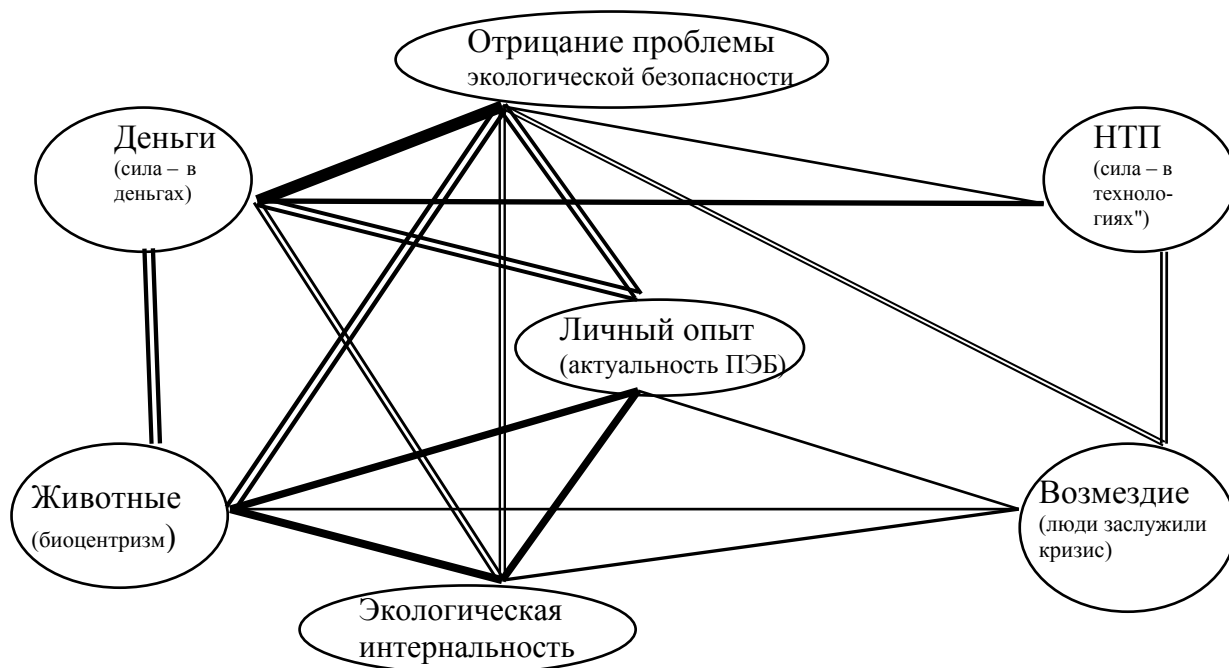 Отрицание проблемы
экологической безопасности
Деньги
(сила – в
деньгах)
НТП
(сила – в
техноло-
гиях")
Личный опыт
(актуальность ПЭБ)
Животные
(биоцентризм)
Возмездие
(люди заслужили
кризис)
Экологическая
интернальность